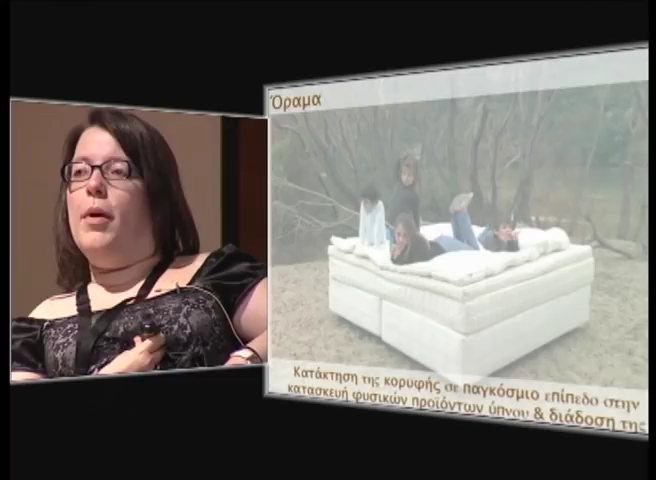 Όραμα
Κατάκτηση της κορυφής σε παγκόσμιο επίπεδο στην
κατασκευή φυσικών προϊόντων ύπνου & διάδοση της